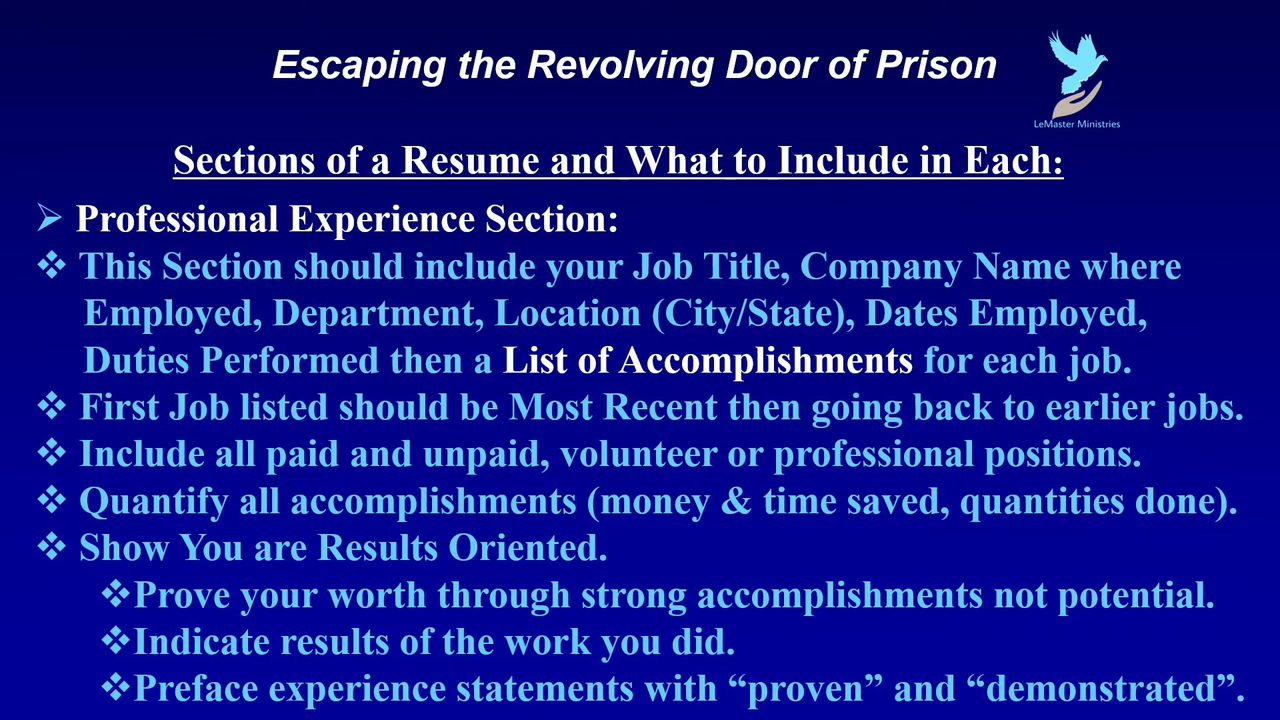 Escaping the Revolving Door of Prison
LeMaster Ministries
Sections of a Resume and What to Include in Each:
Professional Experience Section:
This Section should include your Job Title, Company Name where
Employed, Department, Location (City/State), Dates Employed,
Duties Performed then a List of Accomplishments for each job.
First Job listed should be Most Recent then going back to earlier jobs.
Include all paid and unpaid, volunteer or professional positions.
Quantify all accomplishments (money & time saved, quantities done).
Show You are Results Oriented.
Prove your worth through strong accomplishments not potential.
Indicate results of the work you did.
Preface experience statements with “proven” and “demonstrated”.